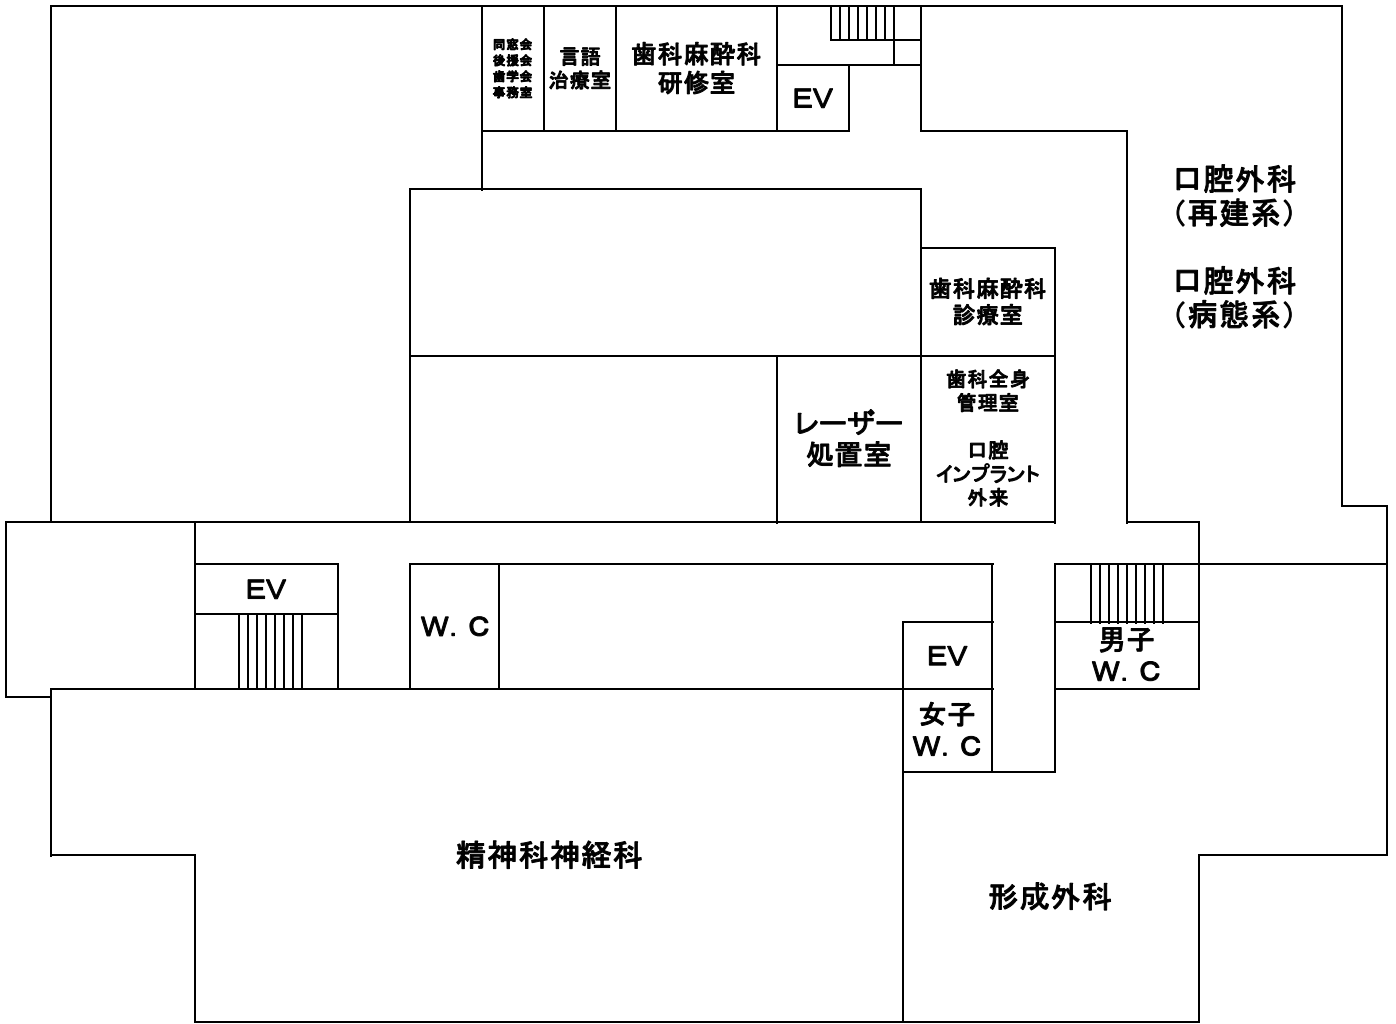 同窓会
後援会
歯学会
事務室
言語
治療室
歯科麻酔科
研修室
EV
口腔外科
（再建系）
口腔外科
（病態系）
歯科麻酔科
診療室
レーザー
処置室
歯科全身
管理室
口腔
インプラント
外来
EV
W．C
EV
男子
W．C
女子
W．C
精神科神経科
形成外科